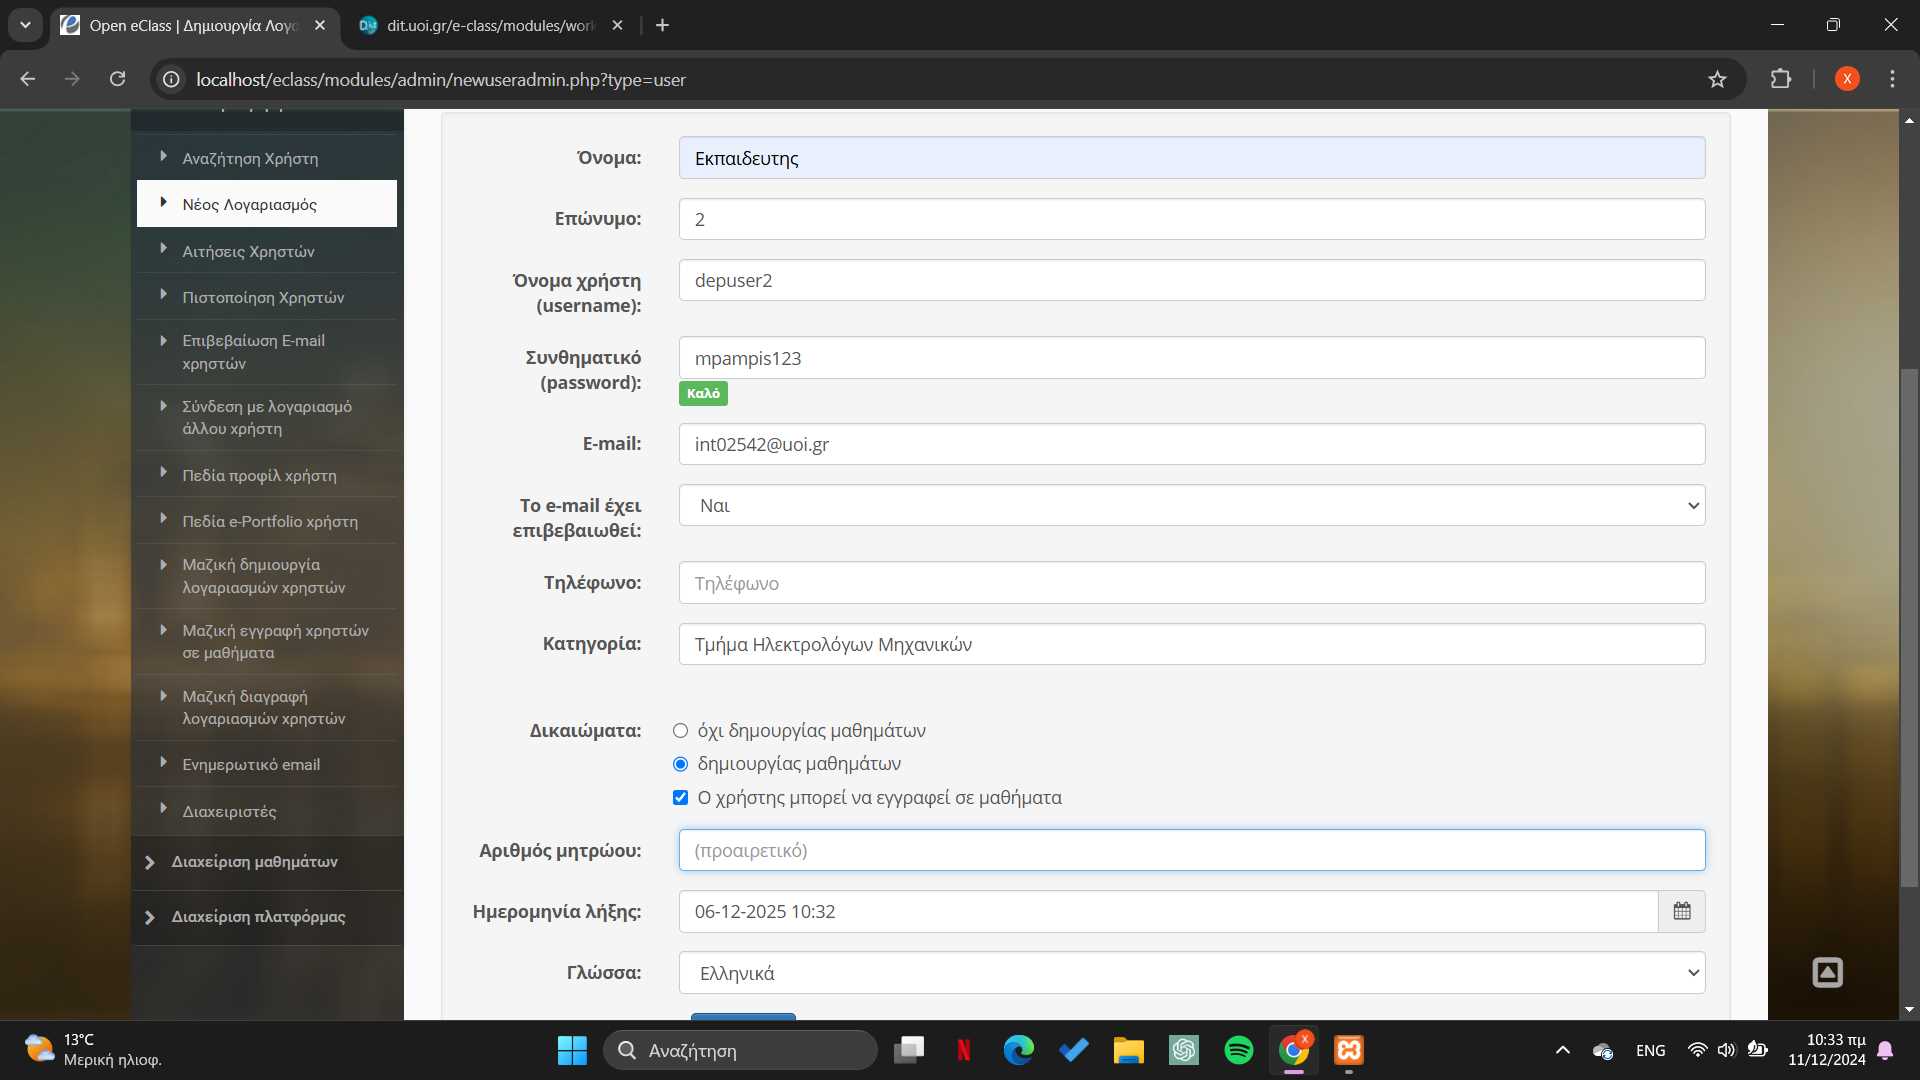 Open eClass | Δημιουργία Λογα
dit.uoi.gr/e-class/modules/work
localhost/eclass/modules/admin/newuseradmin.php?type=user
X
Αναζήτηση Χρήστη
Νέος Λογαριασμός
Αιτήσεις Χρηστών
Πιστοποίηση Χρηστών
Επιβεβαίωση E-mail
χρηστών
Σύνδεση με λογαριασμό
άλλου χρήστη
Πεδία προφίλ χρήστη
Πεδία e-Portfolio χρήστη
Μαζική δημιουργία
λογαριασμών χρηστών
Μαζική εγγραφή χρηστών
σε μαθήματα
Μαζική διαγραφή
λογαριασμών χρηστών
Ενημερωτικό email
Διαχειριστές
Διαχείριση μαθημάτων
Διαχείριση πλατφόρμας
Όνομα:
Εκπαιδευτης
Επώνυμο:
2
Όνομα χρήστη
(username):
depuser2
Συνθηματικό
(password):
mpampis123
Καλό
E-mail:
int02542@uoi.gr
Το e-mail έχει
επιβεβαιωθεί:
Ναι
Τηλέφωνο:
Τηλέφωνο
Κατηγορία:
Τμήμα Ηλεκτρολόγων Μηχανικών
Δικαιώματα:
όχι δημουργίας μαθημάτων
δημιουργίας μαθημάτων
Ο χρήστης μπορεί να εγγραφεί σε μαθήματα
Αριθμός μητρώου:
(προαιρετικό)
Ημερομηνία λήξης:
06-12-2025 10:32
Γλώσσα:
Ελληνικά
13°C
Μερική ηλιοφ.
Αναζήτηση
N
X
ENG
10:33 πμ
11/12/2024